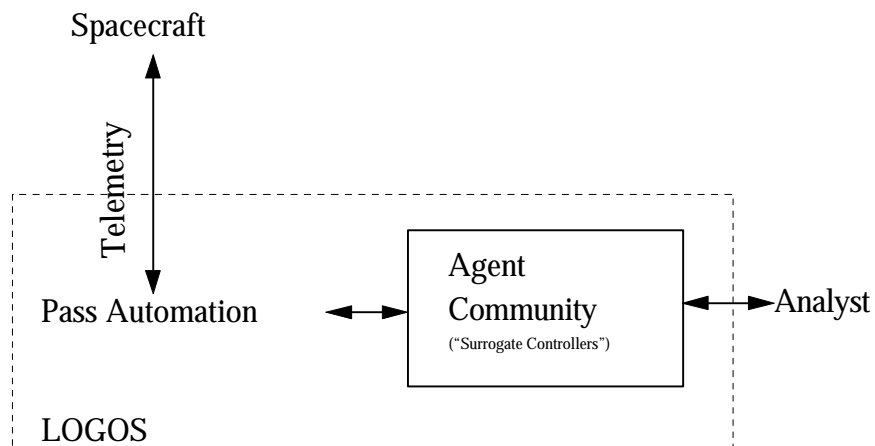 Spacecraft
Telemetry
Agent
Community
(“Surrogate Controllers”)
Pass Automation
Analyst
LOGOS